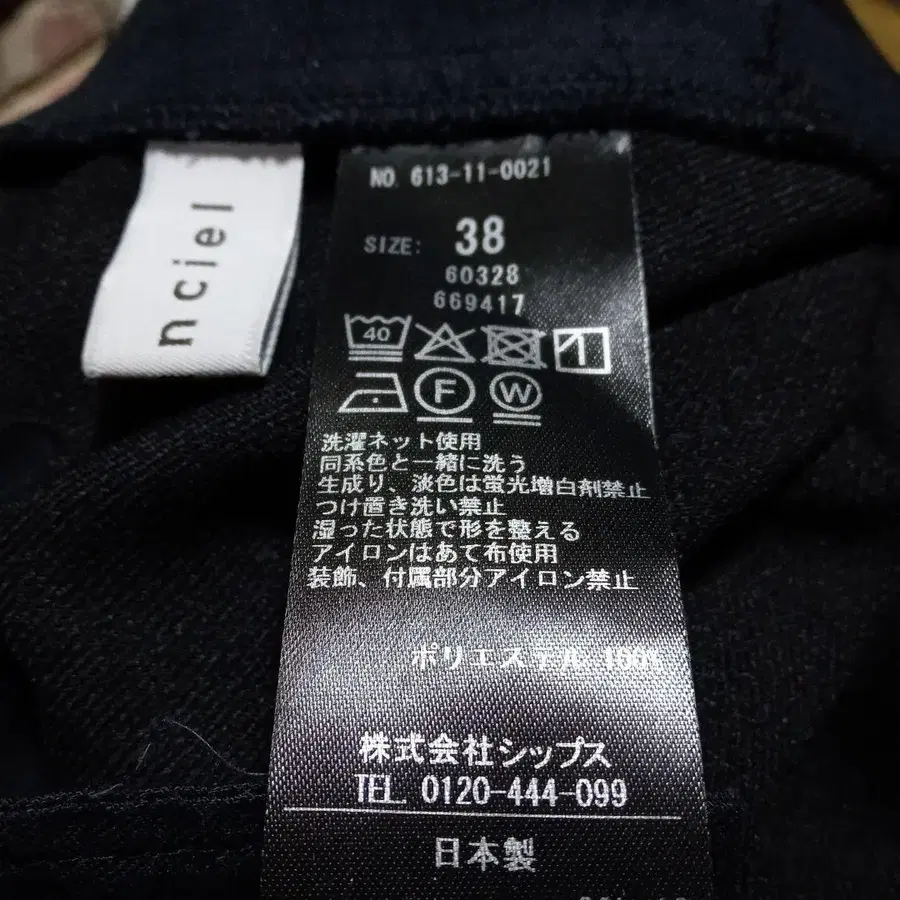 nciel
NO. 613-11-0021
SIZE: 38
60328
669417
40
F W
洗濯ネット使用
同系色と一緒に洗う
生成り、淡色は蛍光増白剤禁止
つけ置き洗い禁止
湿った状態で形を整える
アイロンはあて布使用
装飾、付属部分アイロン禁止
ポリエステル 100%
株式会社シップス
TEL 0120-444-099
日本製